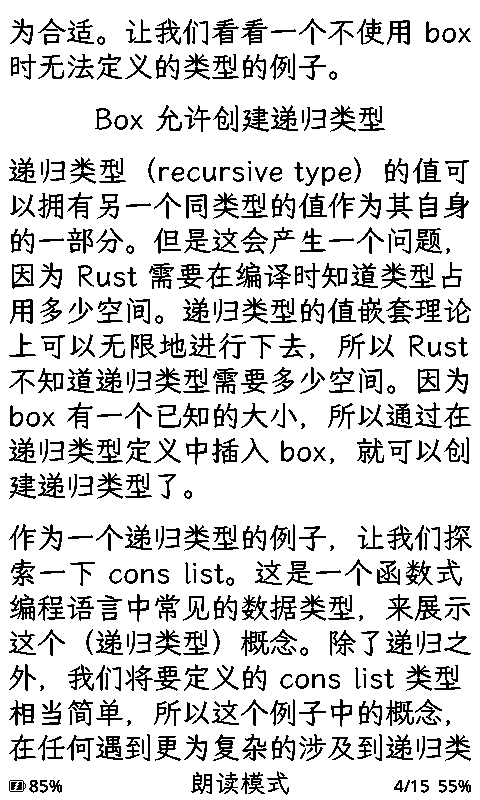 为合适。让我们看看一个不使用 box
时无法定义的类型的例子。
Box 允许创建递归类型
递归类型（recursive type）的值可
以拥有另一个同类型的值作为其自身
的一部分。但是这会产生一个问题，
因为 Rust 需要在编译时知道类型占
用多少空间。递归类型的值嵌套理论
上可以无限地进行下去，所以 Rust
不知道递归类型需要多少空间。因为
box 有一个已知的大小，所以通过在
递归类型定义中插入 box，就可以创
建递归类型了。
作为一个递归类型的例子，让我们探
索一下 cons list。这是一个函数式
编程语言中常见的数据类型，来展示
这个（递归类型）概念。除了递归之
外，我们将要定义的 cons list 类型
相当简单，所以这个例子中的概念，
在任何遇到更为复杂的涉及到递归类
85% 朗读模式 4/15 55%